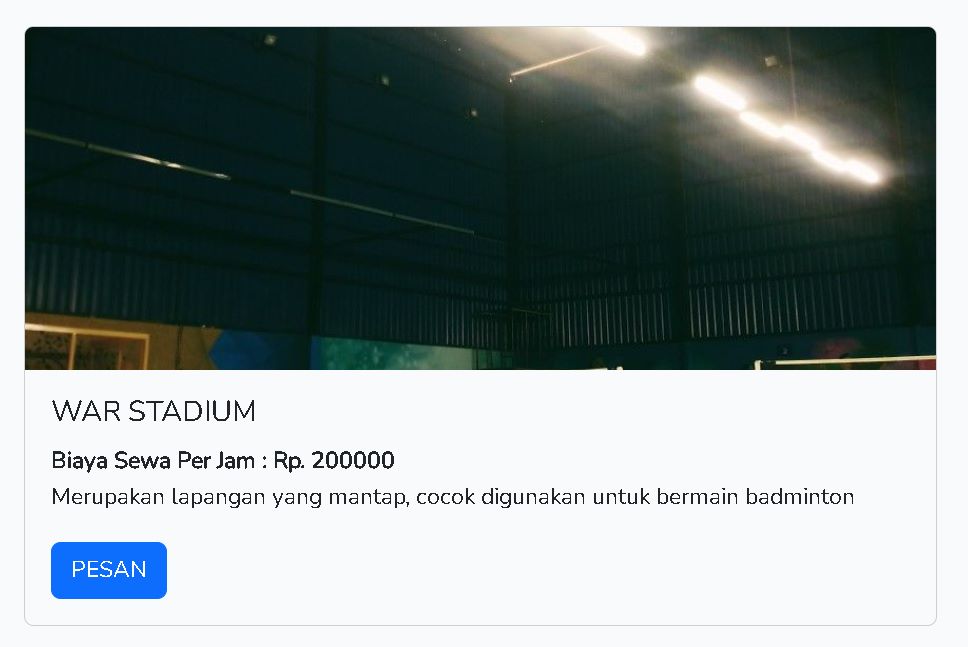 WAR STADIUM
Biaya Sewa Per Jam : Rp. 200000
Merupakan lapangan yang mantap, cocok digunakan untuk bermain badminton
PESAN